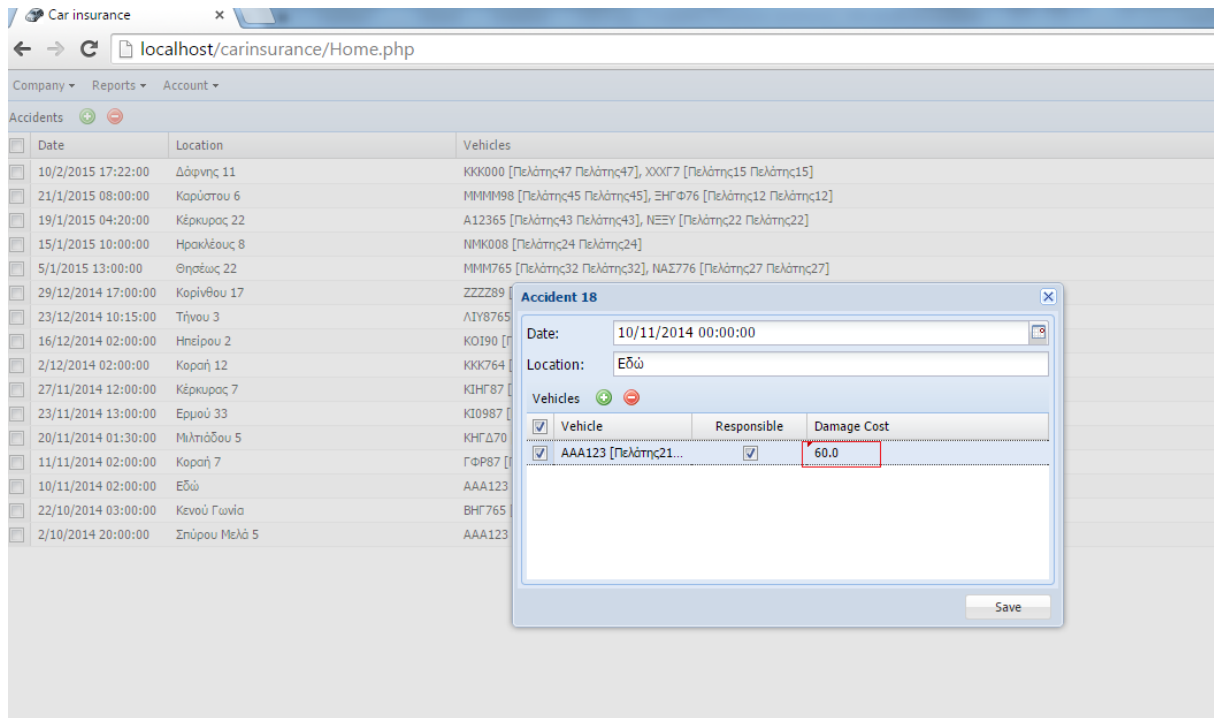 Car insurance
localhost/carinsurance/Home.php
Company Reports Account
Accidents
Date Location Vehicles
10/2/2015 17:22:00 Δάφνης 11 ΚΚΚ000 [Πελάτης47 Πελάτης47], ΧΧΧΓ7 [Πελάτης15 Πελάτης15]
21/1/2015 08:00:00 Καρύστου 6 ΜΜΜΜ98 [Πελάτης45 Πελάτης45], ΞΗΓΦ76 [Πελάτης12 Πελάτης12]
19/1/2015 04:20:00 Κέρκυρας 22 Α12365 [Πελάτης43 Πελάτης43], ΝΞΞΥ [Πελάτης22 Πελάτης22]
15/1/2015 10:00:00 Ηρακλέους 8 ΝΜΚ008 [Πελάτης24 Πελάτης24]
5/1/2015 13:00:00 Θησέως 22 ΜΜΜ765 [Πελάτης32 Πελάτης32], ΝΑΣ776 [Πελάτης27 Πελάτης27]
29/12/2014 17:00:00 Κορίνθου 17 ΖΖΖΖ89 [
23/12/2014 10:15:00 Τήνου 3 ΛΙΥ8765
16/12/2014 02:00:00 Ηπείρου 2 ΚΟΙ90 [Π
2/12/2014 02:00:00 Κοραή 12 ΚΚΚ764 [
27/11/2014 12:00:00 Κέρκυρας 7 ΚΙΗΓ87 [
23/11/2014 13:00:00 Ερμού 33 ΚΙ0987 [
20/11/2014 01:30:00 Μιλτιάδου 5 ΚΗΓΔ70
11/11/2014 02:00:00 Κοραή 7 ΓΦΡ87 [Π
10/11/2014 02:00:00 Εδώ ΑΑΑ123
22/10/2014 03:00:00 Κενού Γωνία ΒΗΓ765
2/10/2014 20:00:00 Σπύρου Μελά 5 ΑΑΑ123
Accident 18
Date: 10/11/2014 00:00:00
Location: Εδώ
Vehicles
Vehicle Responsible Damage Cost
ΑΑΑ123 [Πελάτης21... 60.0
Save